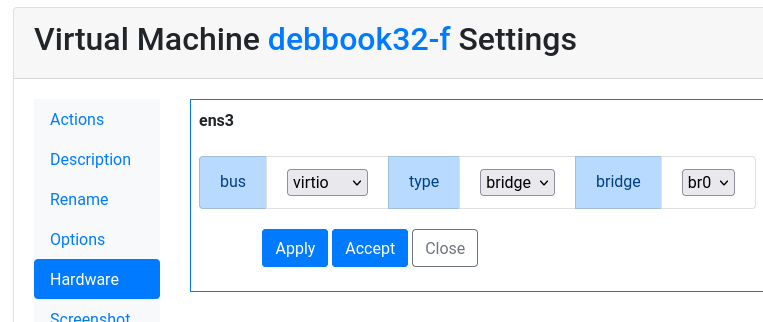 Virtual Machine debbook32-f Settings
Actions
Description
Rename
Options
Hardware
Screenshot
ens3
bus virtio type bridge bridge br0
Apply Accept Close